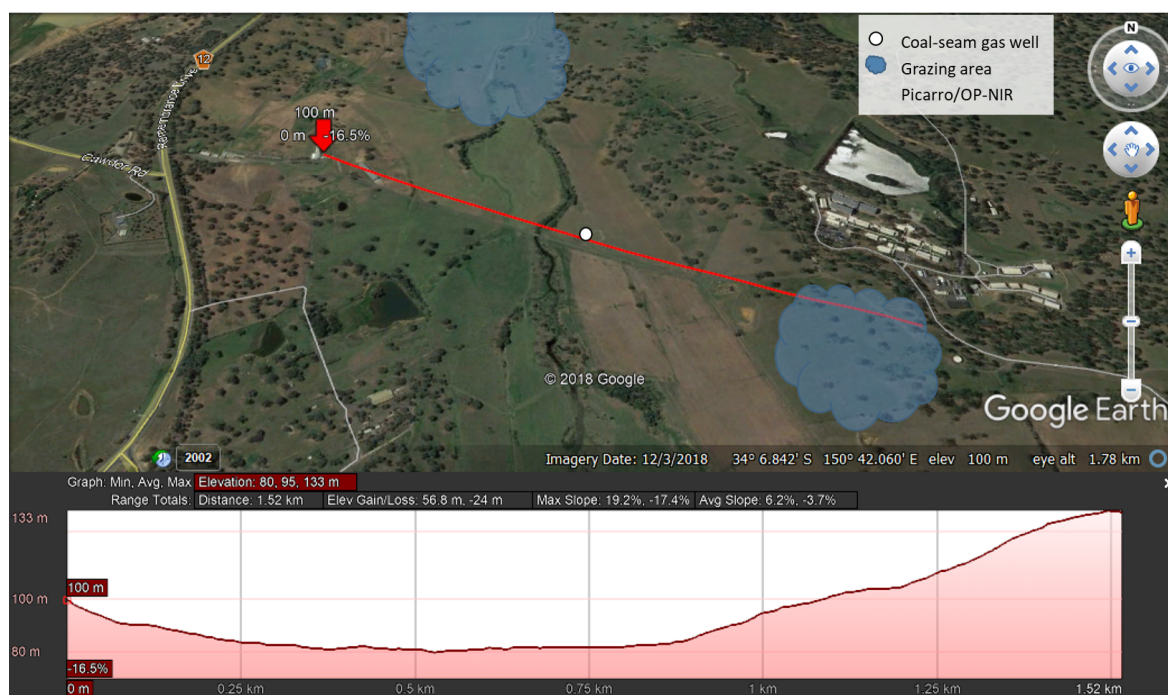 Coal-seam gas well
Grazing area
Picarro/OP-NIR
N
12
Remembrance Drive
Cawdor Rd
100 m
0 m -16.5%
© 2018 Google
Google Earth
2002
Imagery Date: 12/3/2018 34° 6.842' S 150° 42.060' E elev 100 m eye alt 1.78 km
Graph: Min, Avg, Max Elevation: 80, 95, 133 m
Range Totals: Distance: 1.52 km Elev Gain/Loss: 56.8 m, -24 m Max Slope: 19.2%, -17.4% Avg Slope: 6.2%, -3.7%
133 m
100 m
100 m
80 m
-16.5%
0 m 0.25 km 0.5 km 0.75 km 1 km 1.25 km 1.52 km